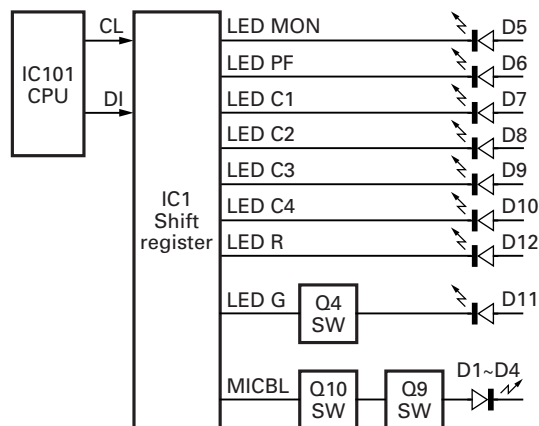 CL
IC101
CPU
DI
IC1
Shift
register
LED MON
D5
LED PF
D6
LED C1
D7
LED C2
D8
LED C3
D9
LED C4
D10
LED R
D12
LED G
Q4
SW
D11
MICBL
Q10
SW
Q9
SW
D1~D4